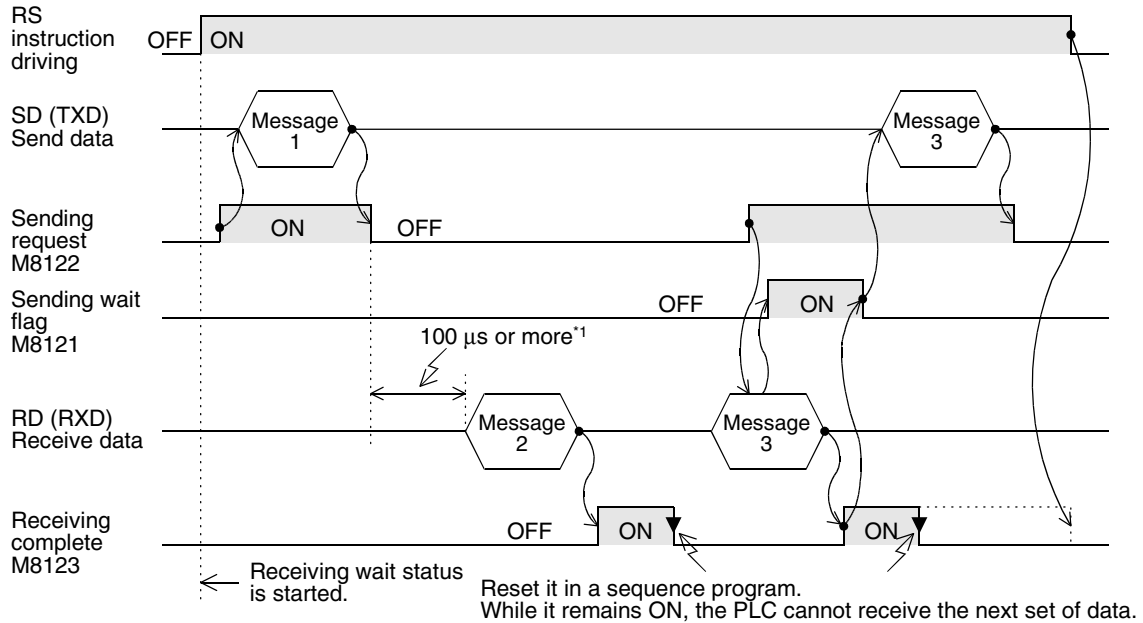 RS
instruction
driving
OFF
ON
SD (TXD)
Send data
Message
1
Message
3
Sending
request
M8122
ON
OFF
Sending wait
flag
M8121
OFF
ON
100 μs or more*1
RD (RXD)
Receive data
Message
2
Message
3
Receiving
complete
M8123
OFF
ON
ON
Receiving wait status
is started.
Reset it in a sequence program.
While it remains ON, the PLC cannot receive the next set of data.